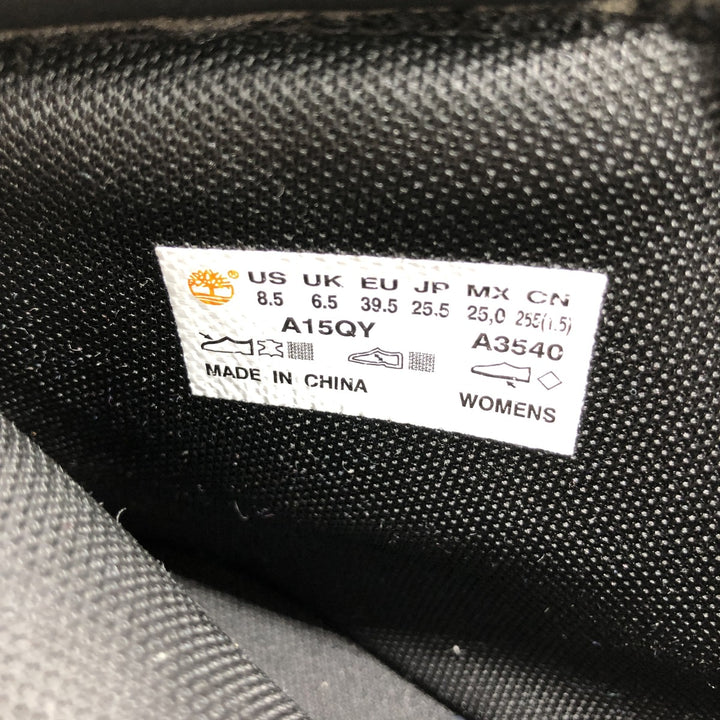 ® US UK EU JP MX CN
8.5 6.5 39.5 25.5 25,0 255(1.5)
A15QY A354C
MADE IN CHINA WOMENS